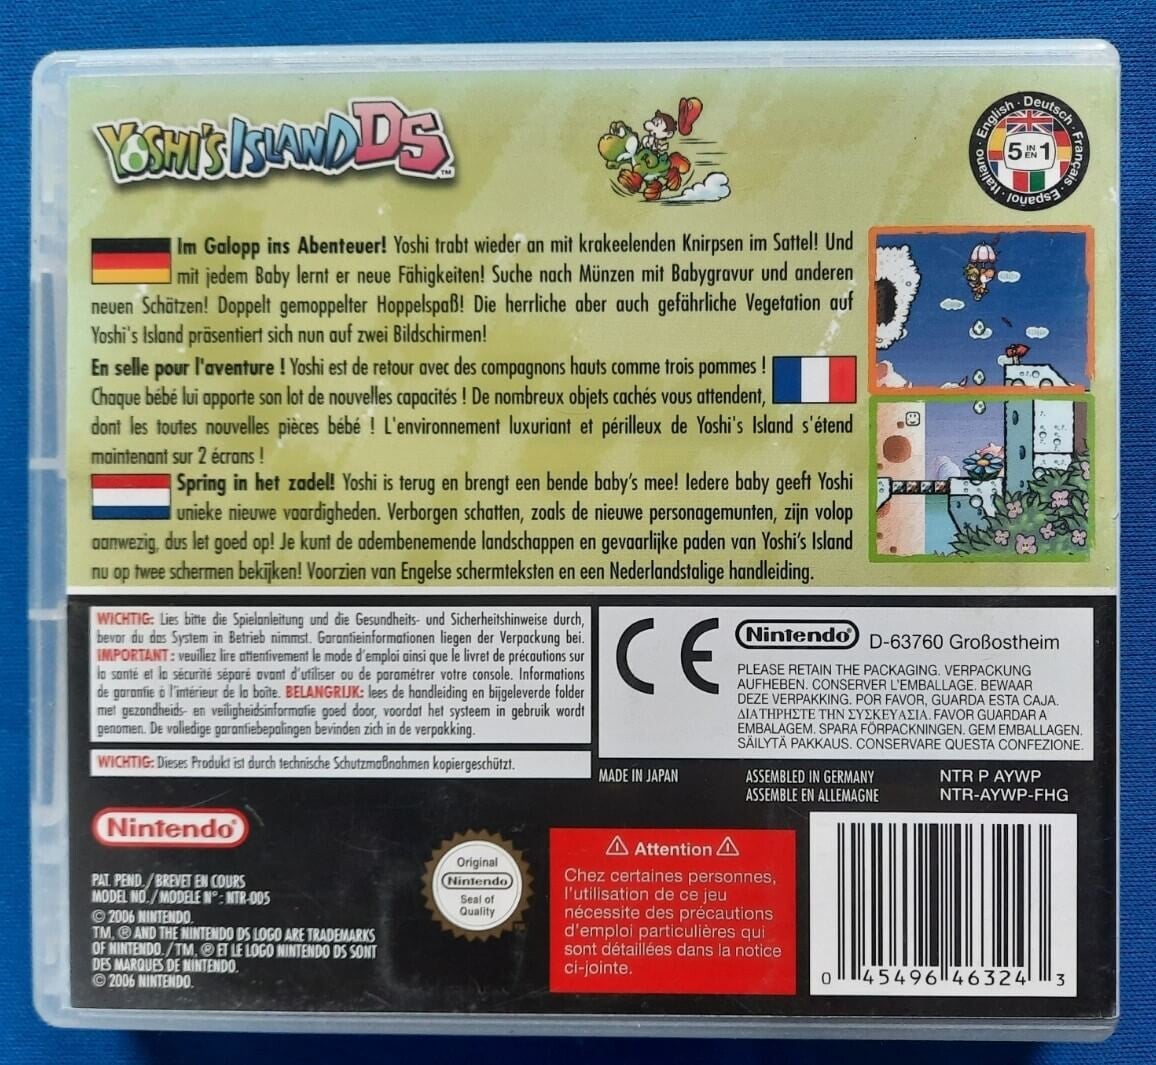 YOSHI'S ISLAND DS™
English · Deutsch · Français · Español · Italiano ·
5 IN EN 1
Im Galopp ins Abenteuer! Yoshi trabt wieder an mit krakeelenden Knirpsen im Sattel! Und
mit jedem Baby lernt er neue Fähigkeiten! Suche nach Münzen mit Babygravur und anderen
neuen Schätzen! Doppelt gemoppelter Hoppelspaß! Die herrliche aber auch gefährliche Vegetation auf
Yoshi's Island präsentiert sich nun auf zwei Bildschirmen!
En selle pour l'aventure ! Yoshi est de retour avec des compagnons hauts comme trois pommes !
Chaque bébé lui apporte son lot de nouvelles capacités ! De nombreux objets cachés vous attendent,
dont les toutes nouvelles pièces bébé ! L'environnement luxuriant et périlleux de Yoshi's Island s'étend
maintenant sur 2 écrans !
Spring in het zadel! Yoshi is terug en brengt een bende baby's mee! Iedere baby geeft Yoshi
unieke nieuwe vaardigheden. Verborgen schatten, zoals de nieuwe personagemunten, zijn volop
aanwezig, dus let goed op! Je kunt de adembenemende landschappen en gevaarlijke paden van Yoshi's Island
nu op twee schermen bekijken! Voorzien van Engelse schermteksten en een Nederlandstalige handleiding.
WICHTIG: Lies bitte die Spielanleitung und die Gesundheits- und Sicherheitshinweise durch,
bevor du das System in Betrieb nimmst. Garantieinformationen liegen der Verpackung bei.
IMPORTANT : veuillez lire attentivement le mode d'emploi ainsi que le livret de précautions sur
la santé et la sécurité séparé avant d'utiliser ou de paramétrer votre console. Informations
de garantie à l'intérieur de la boîte. BELANGRIJK: lees de handleiding en bijgeleverde folder
met gezondheids- en veiligheidsinformatie goed door, voordat het systeem in gebruik wordt
genomen. De volledige garantiebepalingen bevinden zich in de verpakking.
WICHTIG: Dieses Produkt ist durch technische Schutzmaßnahmen kopiergeschützt.
CE
Nintendo® D-63760 Großostheim
PLEASE RETAIN THE PACKAGING. VERPACKUNG
AUFHEBEN. CONSERVER L'EMBALLAGE. BEWAAR
DEZE VERPAKKING. POR FAVOR, GUARDA ESTA CAJA.
ΔΙΑΤΗΡΗΣΤΕ ΤΗΝ ΣΥΣΚΕΥΑΣΙΑ. FAVOR GUARDAR A
EMBALAGEM. SPARA FÖRPACKNINGEN. GEM EMBALLAGEN.
SÄILYTÄ PAKKAUS. CONSERVARE QUESTA CONFEZIONE.
MADE IN JAPAN
ASSEMBLED IN GERMANY
ASSEMBLE EN ALLEMAGNE
NTR P AYWP
NTR-AYWP-FHG
Nintendo®
PAT. PEND. / BREVET EN COURS
MODEL NO. / MODELE N° : NTR-005
© 2006 NINTENDO.
TM, ® AND THE NINTENDO DS LOGO ARE TRADEMARKS
OF NINTENDO. / TM, ® ET LE LOGO NINTENDO DS SONT
DES MARQUES DE NINTENDO.
© 2006 NINTENDO.
Original
Nintendo®
Seal of
Quality
⚠ Attention ⚠
Chez certaines personnes,
l'utilisation de ce jeu
nécessite des précautions
d'emploi particulières qui
sont détaillées dans la notice
ci-jointe.
0 45496 46324 3